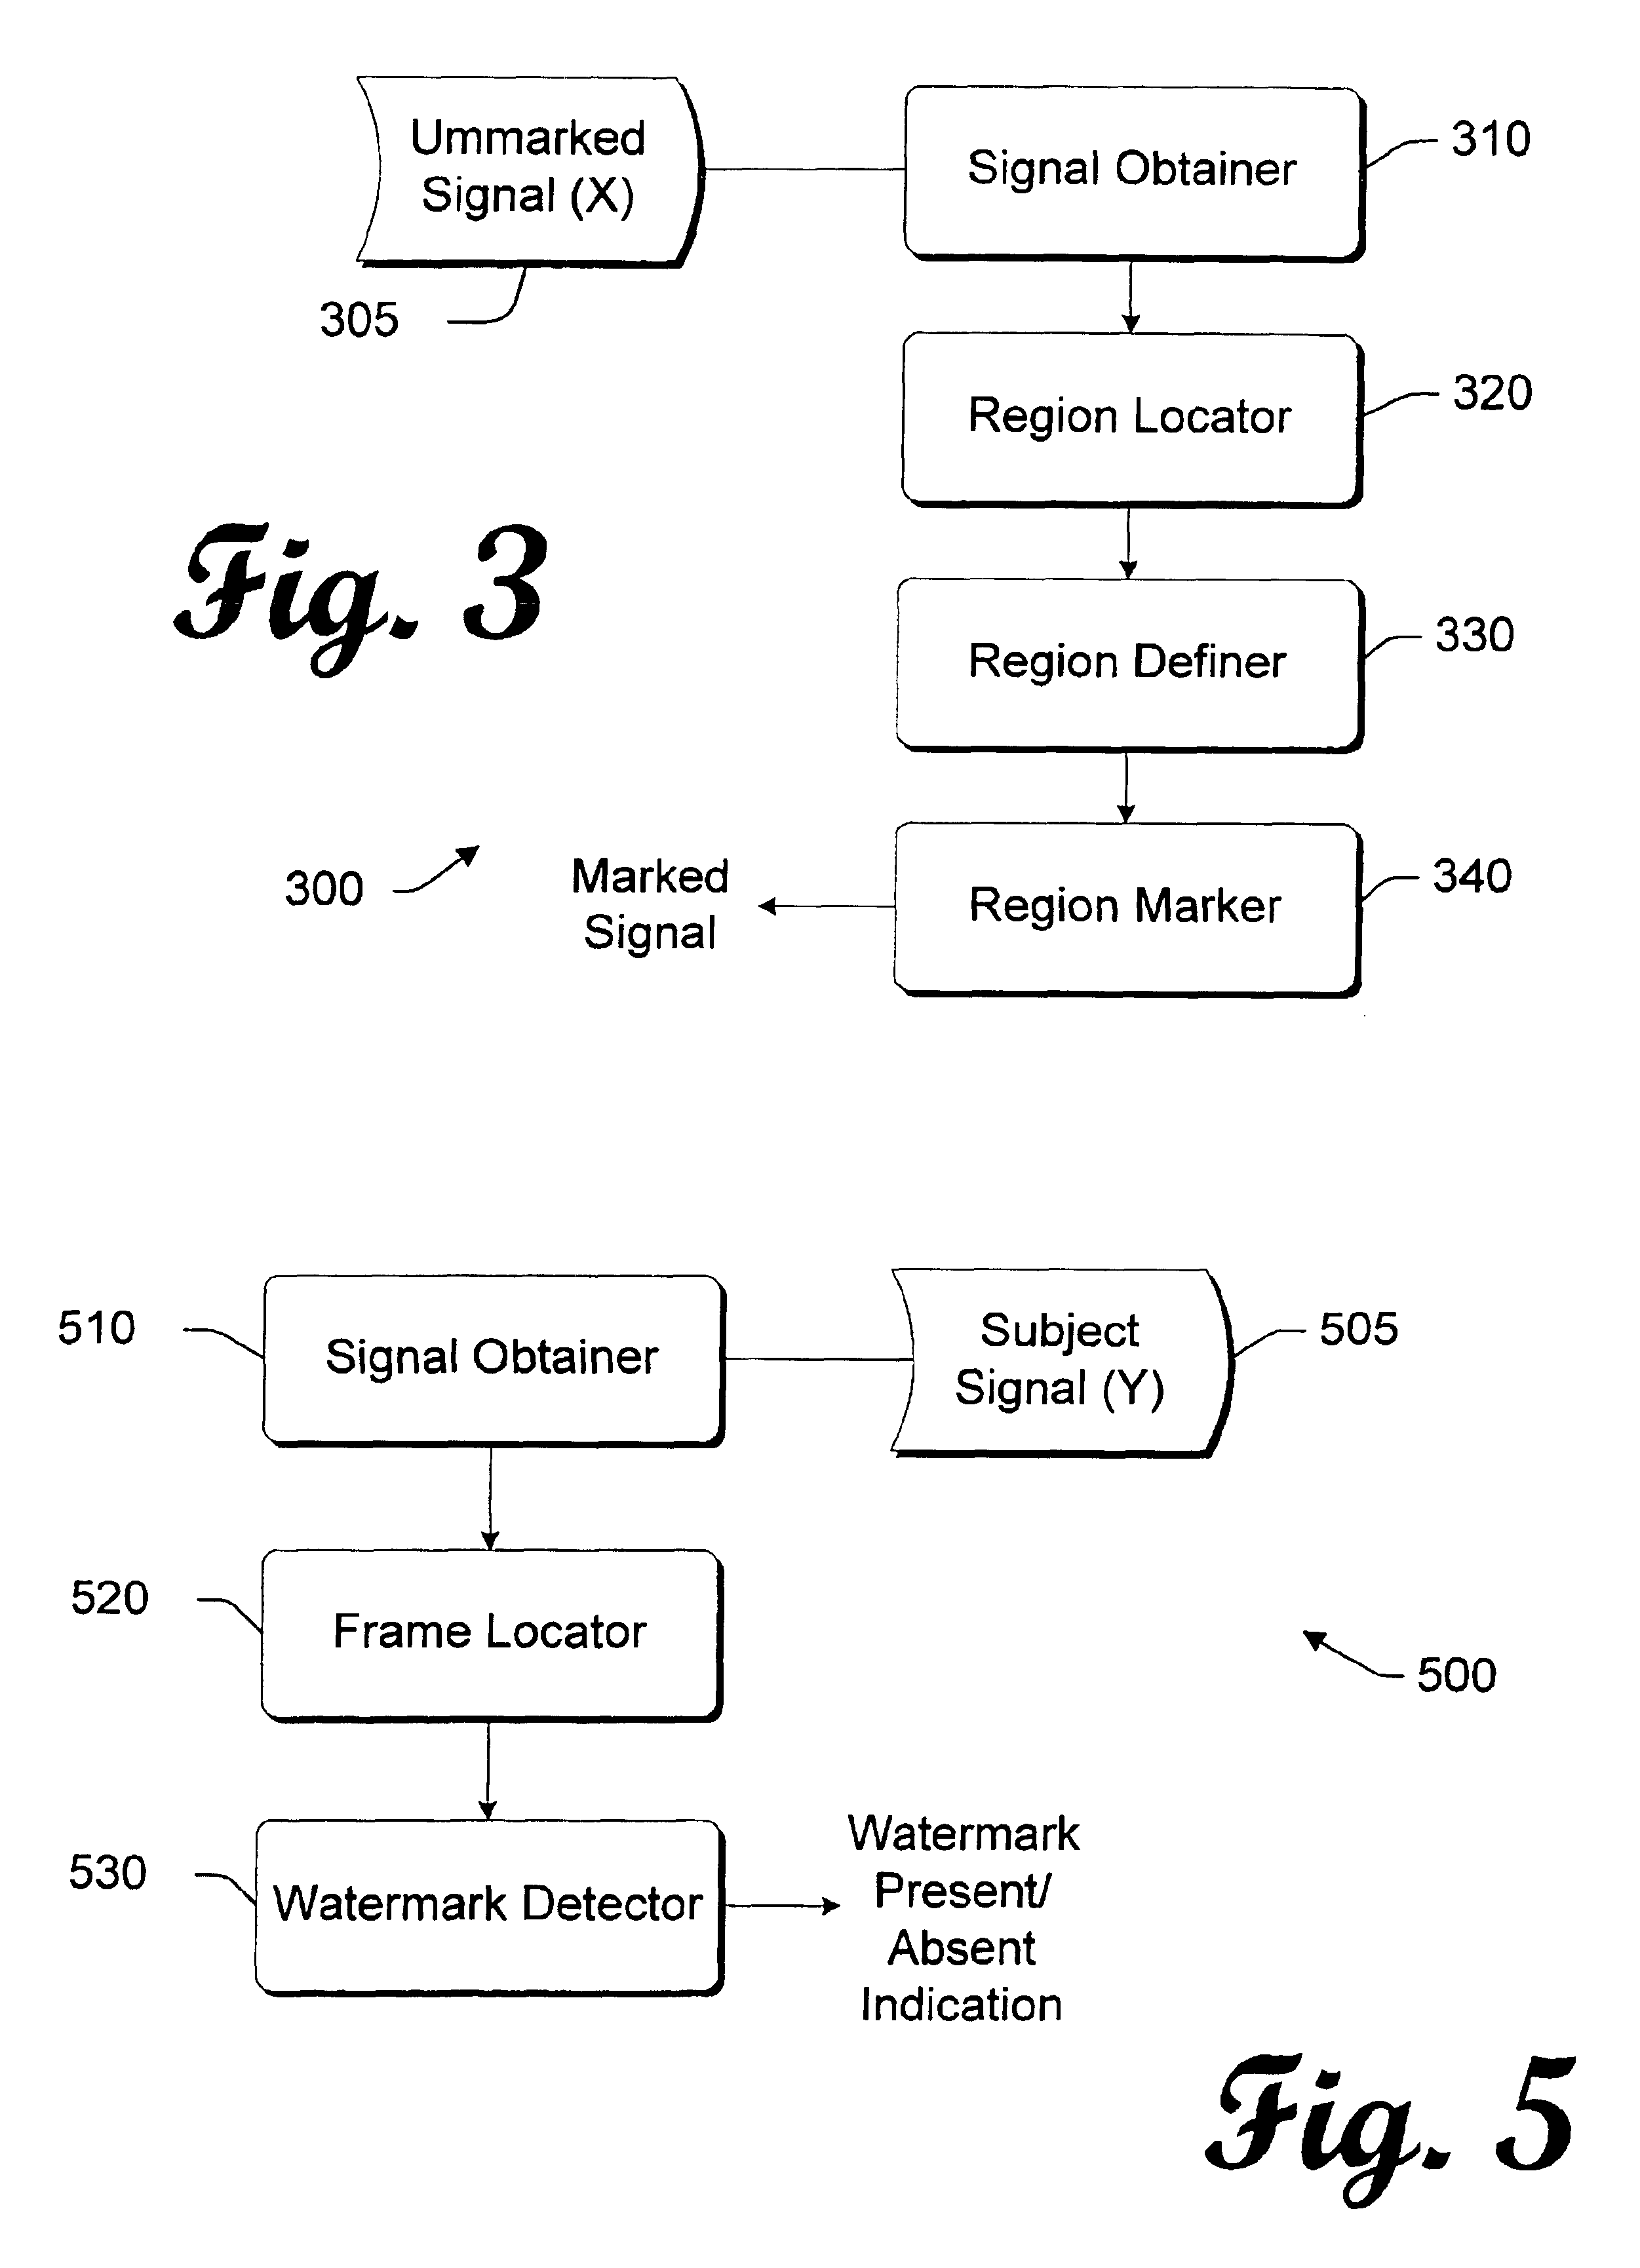 Ummarked
Signal (X)
305
Signal Obtainer
310
Region Locator
320
Fig. 3
Region Definer
330
300
Marked
Signal
Region Marker
340
510
Signal Obtainer
Subject
Signal (Y)
505
520
Frame Locator
500
530
Watermark Detector
Watermark
Present/
Absent
Indication
Fig. 5